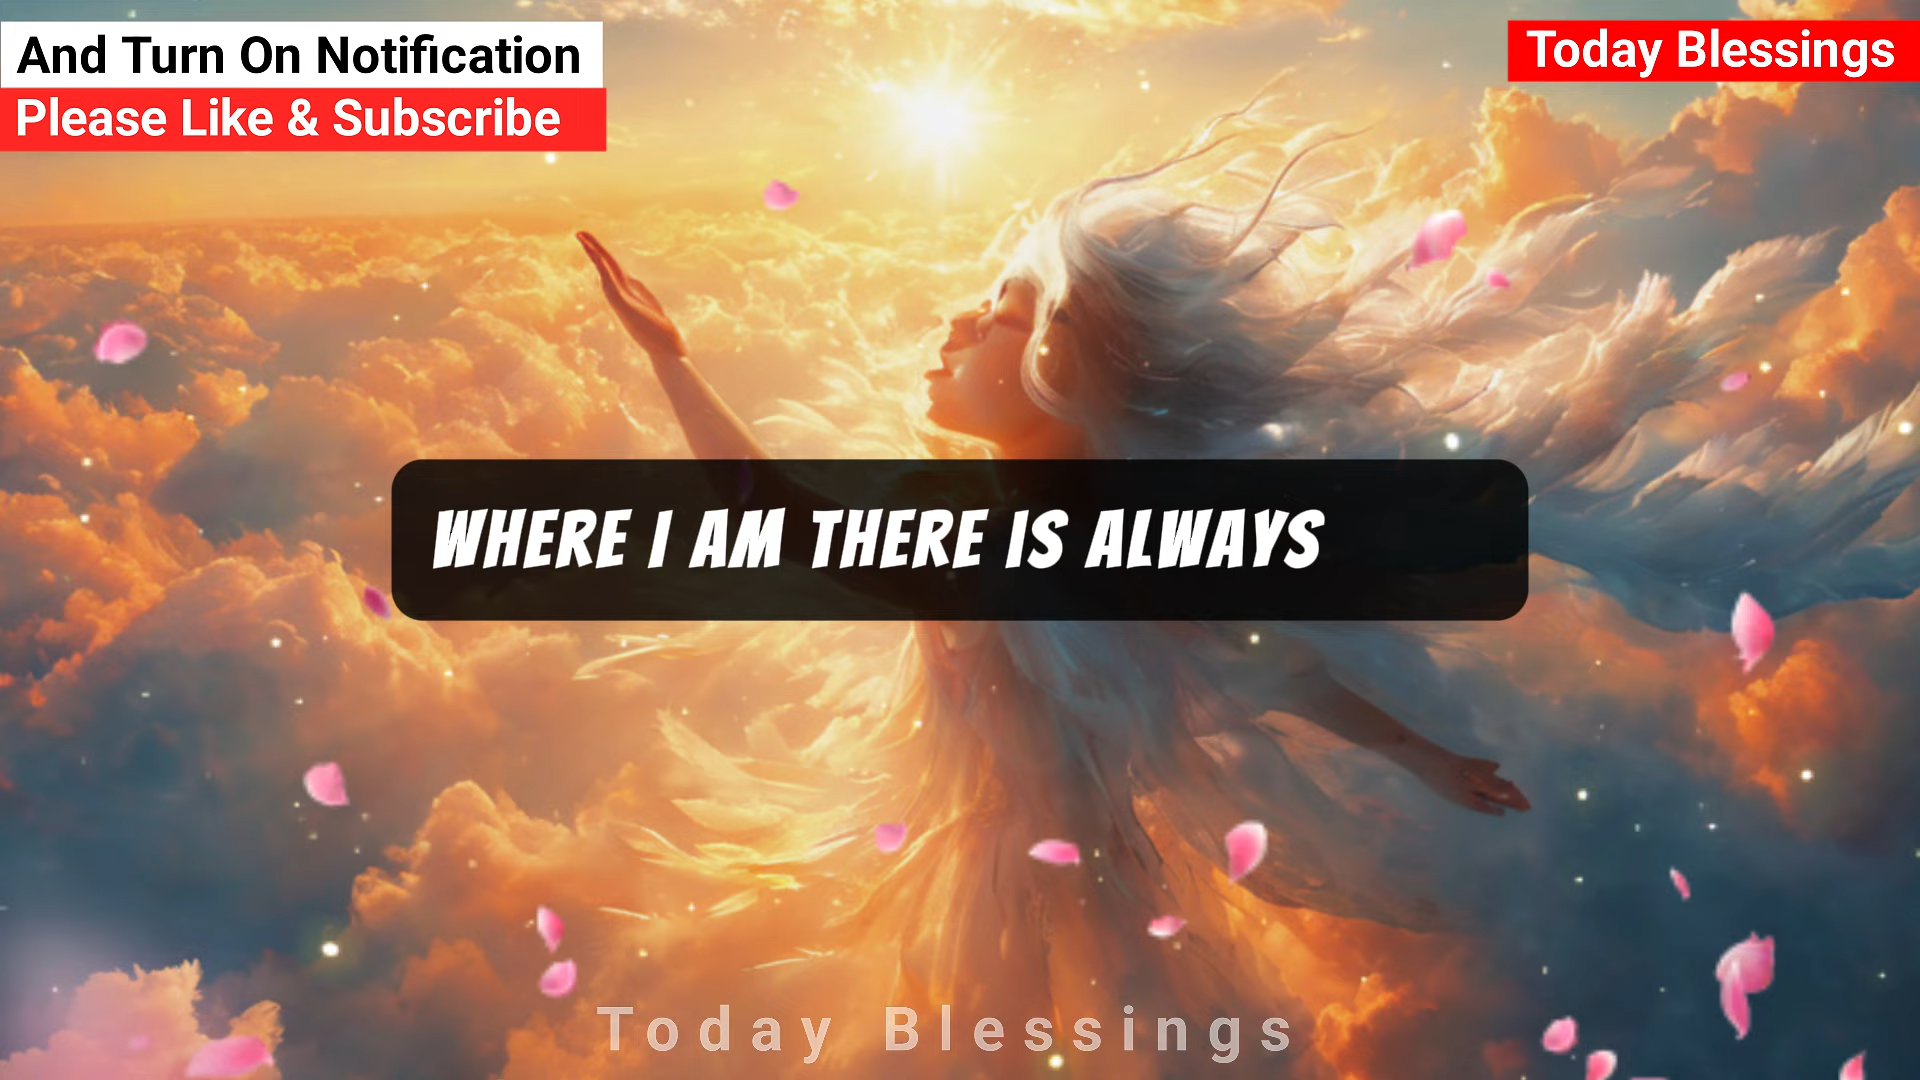 And Turn On Notification
Please Like & Subscribe
Today Blessings
WHERE I AM THERE IS ALWAYS
Today Blessings